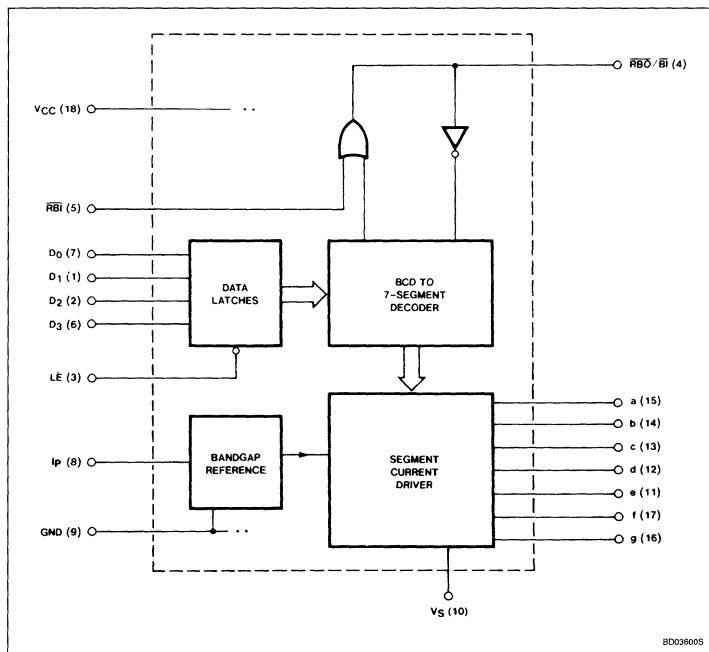 RBO/BI (4)
VCC (18)
RBI (5)
D0 (7)
D1 (1)
D2 (2)
D3 (6)
LE (3)
DATA
LATCHES
BCD TO
7-SEGMENT
DECODER
Ip (8)
GND (9)
BANDGAP
REFERENCE
SEGMENT
CURRENT
DRIVER
a (15)
b (14)
c (13)
d (12)
e (11)
f (17)
g (16)
VS (10)
BD03600S